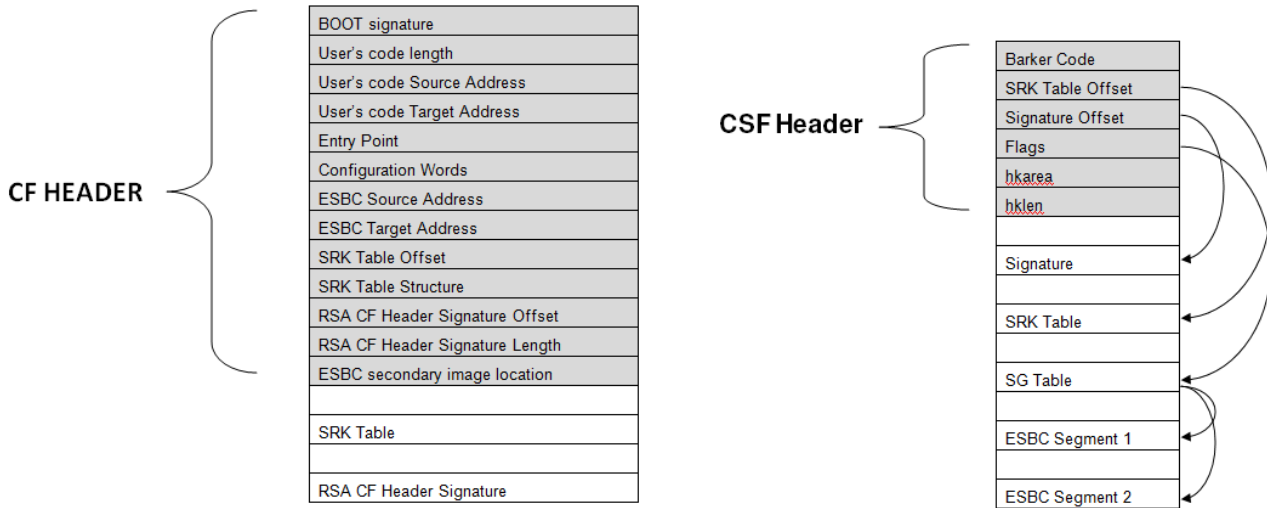 CF HEADER
BOOT signature
User's code length
User's code Source Address
User's code Target Address
Entry Point
Configuration Words
ESBC Source Address
ESBC Target Address
SRK Table Offset
SRK Table Structure
RSA CF Header Signature Offset
RSA CF Header Signature Length
ESBC secondary image location
SRK Table
RSA CF Header Signature
CSF Header
Barker Code
SRK Table Offset
Signature Offset
Flags
hkarea
hklen
Signature
SRK Table
SG Table
ESBC Segment 1
ESBC Segment 2